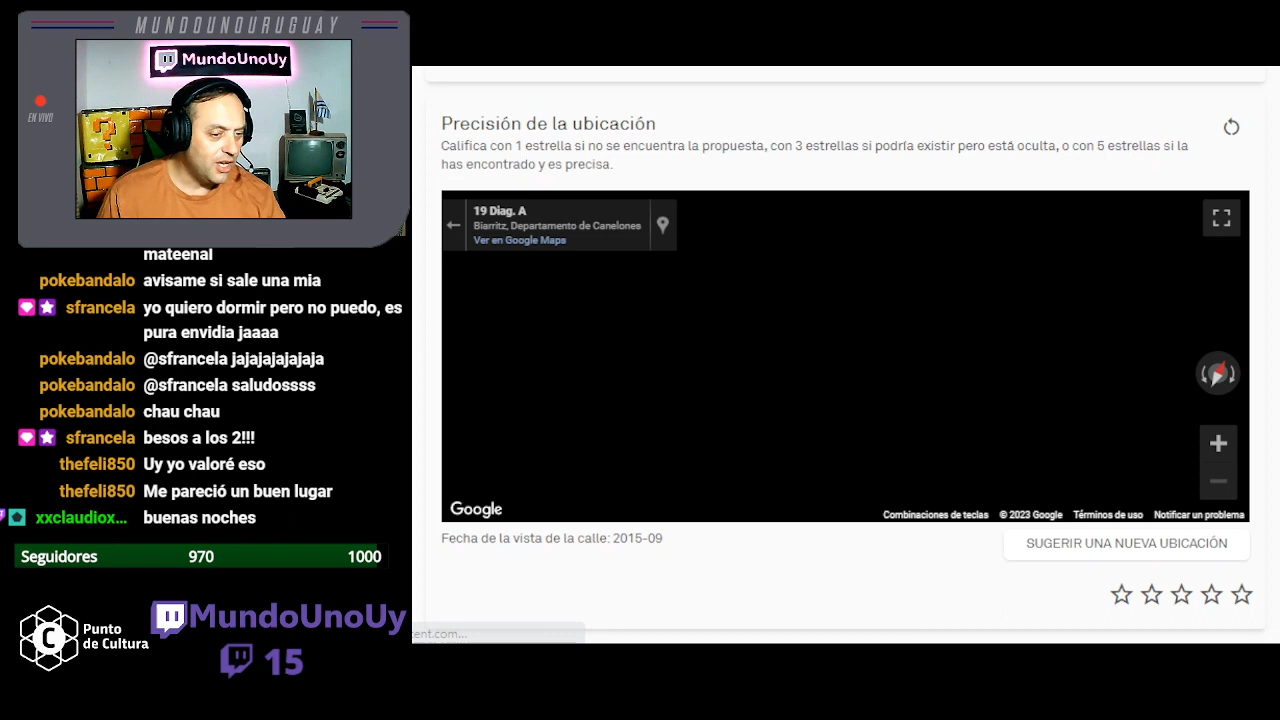 MUNDOUNOURUGUAY
MundoUnoUy
EN VIVO
mateenal
pokebandalo avisame si sale una mia
sfrancela yo quiero dormir pero no puedo, es
pura envidia jaaaa
pokebandalo @sfrancela jajajajajajaja
pokebandalo @sfrancela saludossss
pokebandalo chau chau
sfrancela besos a los 2!!!
thefeli850 Uy yo valoré eso
thefeli850 Me pareció un buen lugar
xxclaudiox... buenas noches
Seguidores 970 1000
C Punto
de Cultura
MundoUnoUy
15
Precisión de la ubicación
Califica con 1 estrella si no se encuentra la propuesta, con 3 estrellas si podría existir pero está oculta, o con 5 estrellas si la
has encontrado y es precisa.
19 Diag. A
Biarritz, Departamento de Canelones
Ver en Google Maps
Google
Combinaciones de teclas © 2023 Google Términos de uso Notificar un problema
Fecha de la vista de la calle: 2015-09
SUGERIR UNA NUEVA UBICACIÓN
ent.com...